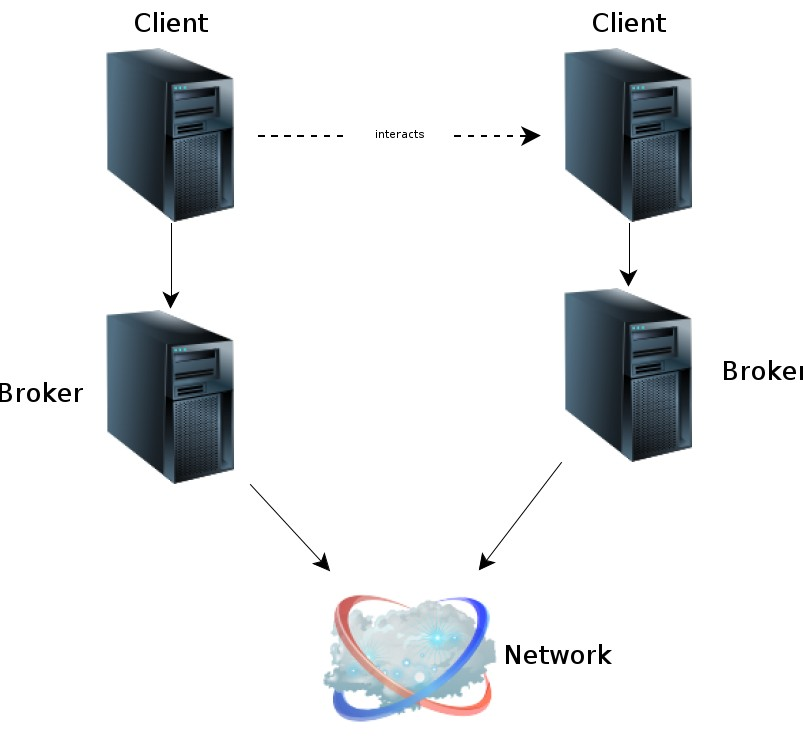 Client
Client
interacts
Broker
Broker
Network